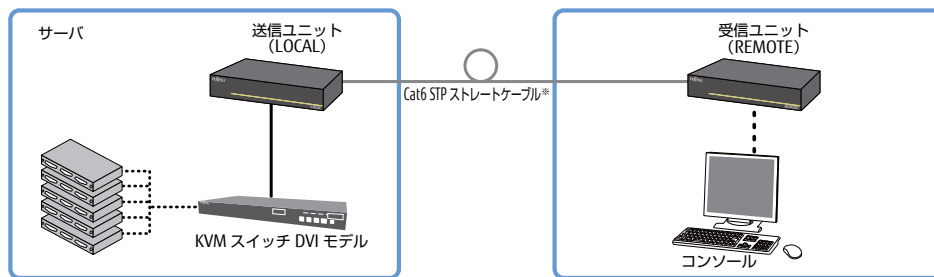 サーバ
送信ユニット
(LOCAL)
受信ユニット
(REMOTE)
FUJITSU
FUJITSU
Cat6 STP ストレートケーブル※
KVM スイッチ DVI モデル
コンソール